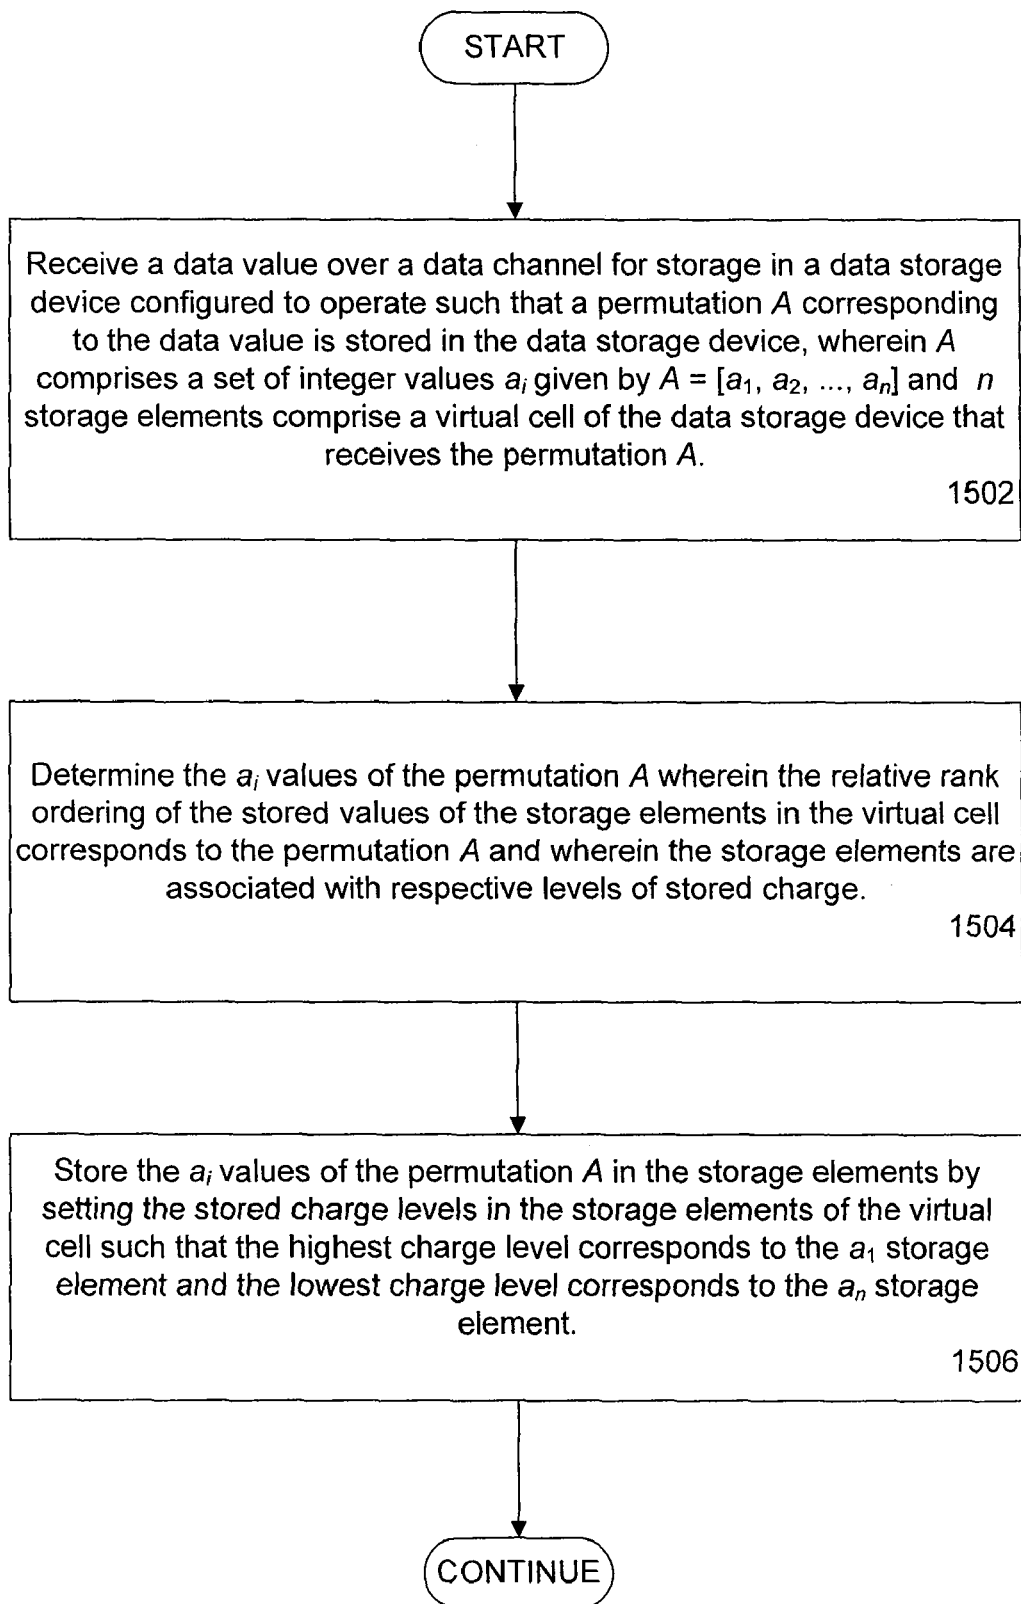 START
Receive a data value over a data channel for storage in a data storage
device configured to operate such that a permutation A corresponding
to the data value is stored in the data storage device, wherein A
comprises a set of integer values aᵢ given by A = [a₁, a₂, ..., aₙ] and n
storage elements comprise a virtual cell of the data storage device that
receives the permutation A.
1502
Determine the aᵢ values of the permutation A wherein the relative rank
ordering of the stored values of the storage elements in the virtual cell
corresponds to the permutation A and wherein the storage elements are
associated with respective levels of stored charge.
1504
Store the aᵢ values of the permutation A in the storage elements by
setting the stored charge levels in the storage elements of the virtual
cell such that the highest charge level corresponds to the a₁ storage
element and the lowest charge level corresponds to the aₙ storage
element.
1506
CONTINUE